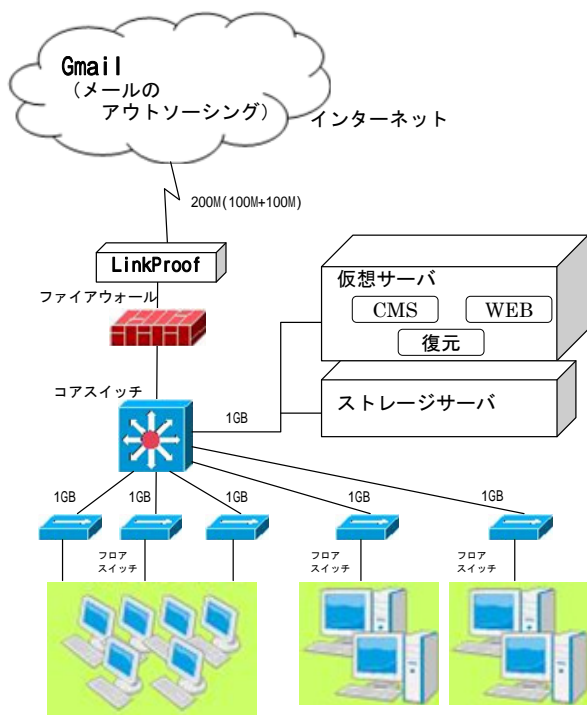 Gmail
（メールの
アウトソーシング）
インターネット
200M(100M+100M)
LinkProof
ファイアウォール
仮想サーバ
CMS
WEB
復元
コアスイッチ
1GB
ストレージサーバ
1GB
1GB
1GB
1GB
1GB
フロア
スイッチ
フロア
スイッチ
フロア
スイッチ